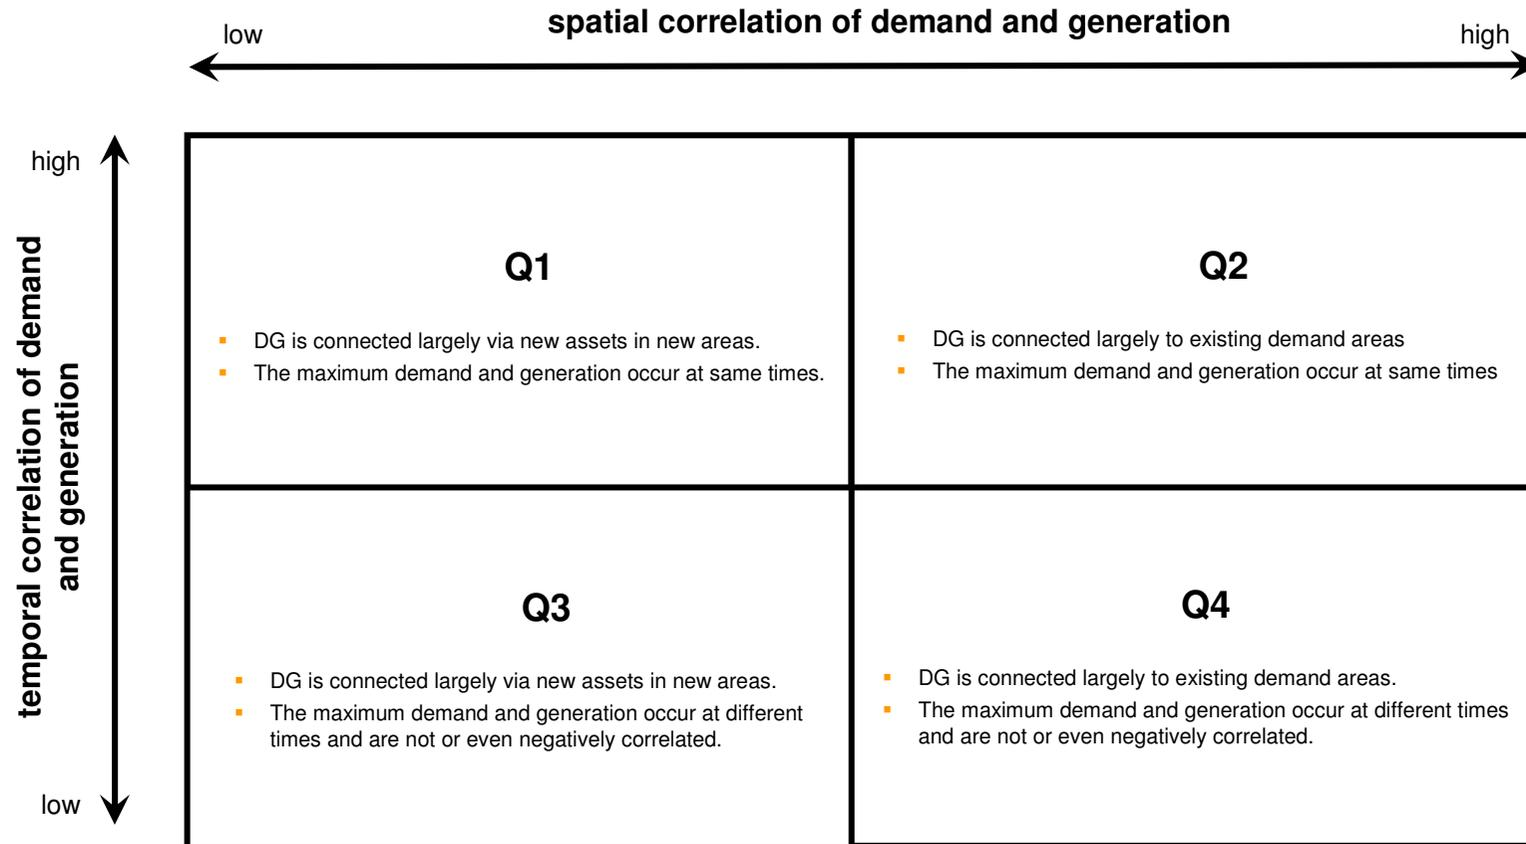 spatial correlation of demand and generation
low
high
high
temporal correlation of demand
and generation
low
Q1
▪ DG is connected largely via new assets in new areas.
▪ The maximum demand and generation occur at same times.
Q2
▪ DG is connected largely to existing demand areas
▪ The maximum demand and generation occur at same times
Q3
▪ DG is connected largely via new assets in new areas.
▪ The maximum demand and generation occur at different
times and are not or even negatively correlated.
Q4
▪ DG is connected largely to existing demand areas.
▪ The maximum demand and generation occur at different times
and are not or even negatively correlated.